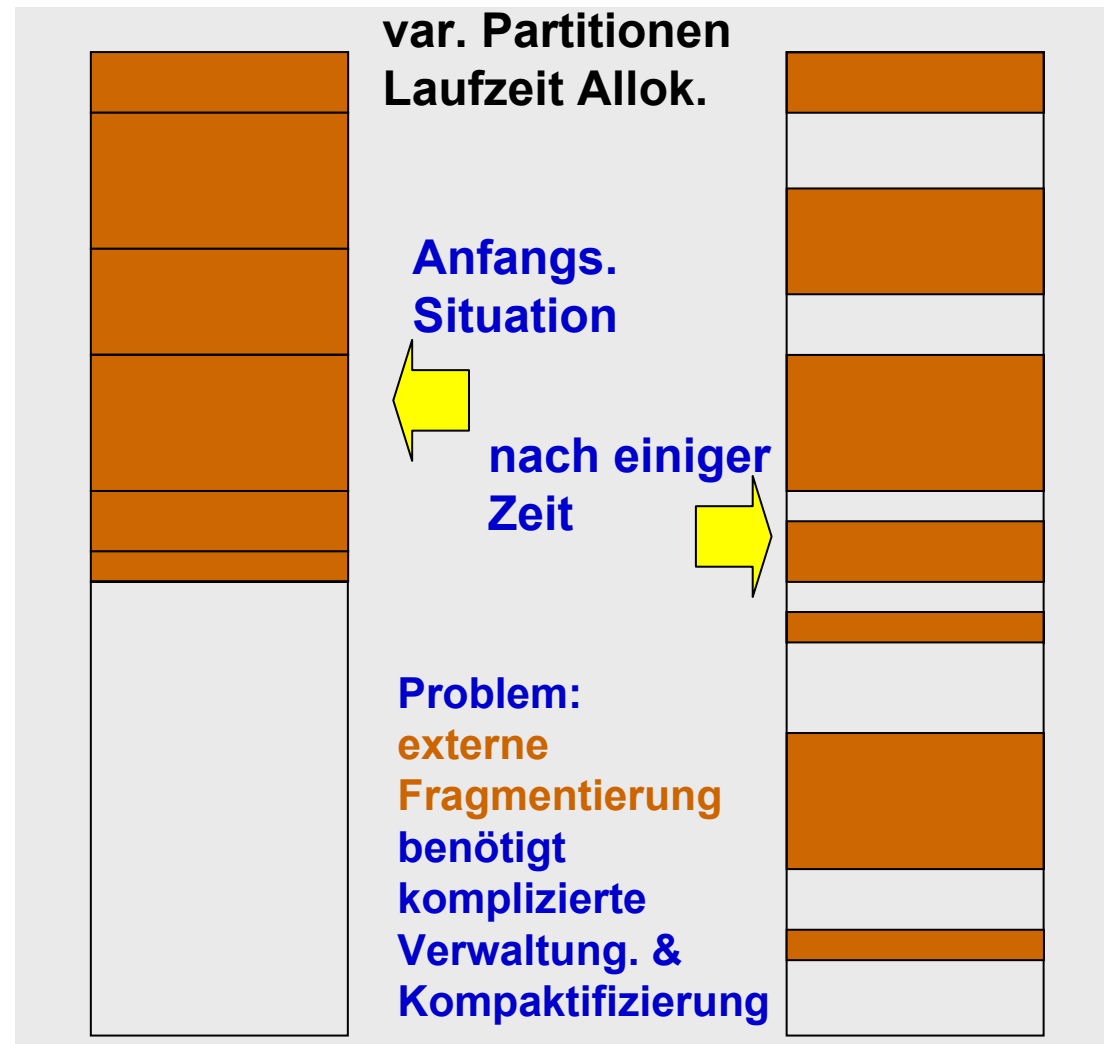 var. Partitionen
Laufzeit Allok.
Anfangs.
Situation
nach einiger
Zeit
Problem:
externe
Fragmentierung
benötigt
komplizierte
Verwaltung. &
Kompaktifizierung